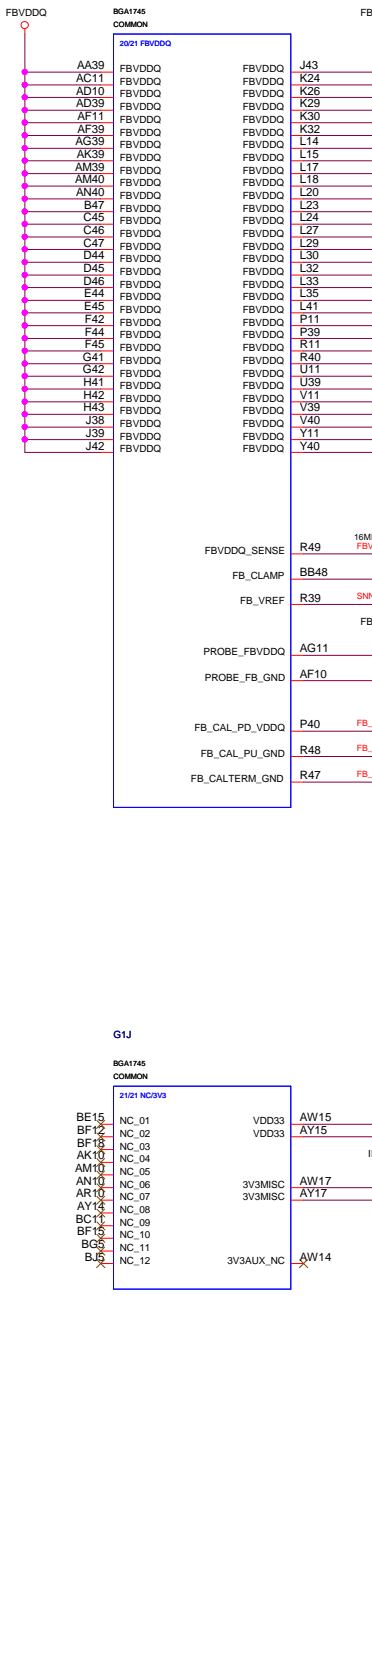 FBVDDQ BGA1745 FB
COMMON
20/21 FBVDDQ
AA39 FBVDDQ FBVDDQ J43
AC11 FBVDDQ FBVDDQ K24
AD10 FBVDDQ FBVDDQ K26
AD39 FBVDDQ FBVDDQ K29
AF11 FBVDDQ FBVDDQ K30
AF39 FBVDDQ FBVDDQ K32
AG39 FBVDDQ FBVDDQ L14
AK39 FBVDDQ FBVDDQ L15
AM39 FBVDDQ FBVDDQ L17
AM40 FBVDDQ FBVDDQ L18
AN40 FBVDDQ FBVDDQ L20
B47 FBVDDQ FBVDDQ L23
C45 FBVDDQ FBVDDQ L24
C46 FBVDDQ FBVDDQ L27
C47 FBVDDQ FBVDDQ L29
D44 FBVDDQ FBVDDQ L30
D45 FBVDDQ FBVDDQ L32
D46 FBVDDQ FBVDDQ L33
E44 FBVDDQ FBVDDQ L35
E45 FBVDDQ FBVDDQ L41
F42 FBVDDQ FBVDDQ P11
F44 FBVDDQ FBVDDQ P39
F45 FBVDDQ FBVDDQ R11
G41 FBVDDQ FBVDDQ R40
G42 FBVDDQ FBVDDQ U11
H41 FBVDDQ FBVDDQ U39
H42 FBVDDQ FBVDDQ V11
H43 FBVDDQ FBVDDQ V39
J38 FBVDDQ FBVDDQ V40
J39 FBVDDQ FBVDDQ Y11
J42 FBVDDQ FBVDDQ Y40
16M
FBVDDQ_SENSE R49 FBV
FB_CLAMP BB48
FB_VREF R39 SNN
FB
PROBE_FBVDDQ AG11
PROBE_FB_GND AF10
FB_CAL_PD_VDDQ P40 FB_
FB_CAL_PU_GND R48 FB_
FB_CALTERM_GND R47 FB_
G1J
BGA1745
COMMON
21/21 NC/3V3
BE15 NC_01 VDD33 AW15
BF12 NC_02 VDD33 AY15
BF18 NC_03
AK10 NC_04
AM10 NC_05
AN10 NC_06 3V3MISC AW17
AR10 NC_07 3V3MISC AY17
AY14 NC_08
BC11 NC_09
BF15 NC_10
BG5 NC_11
BJ5 NC_12 3V3AUX_NC AW14